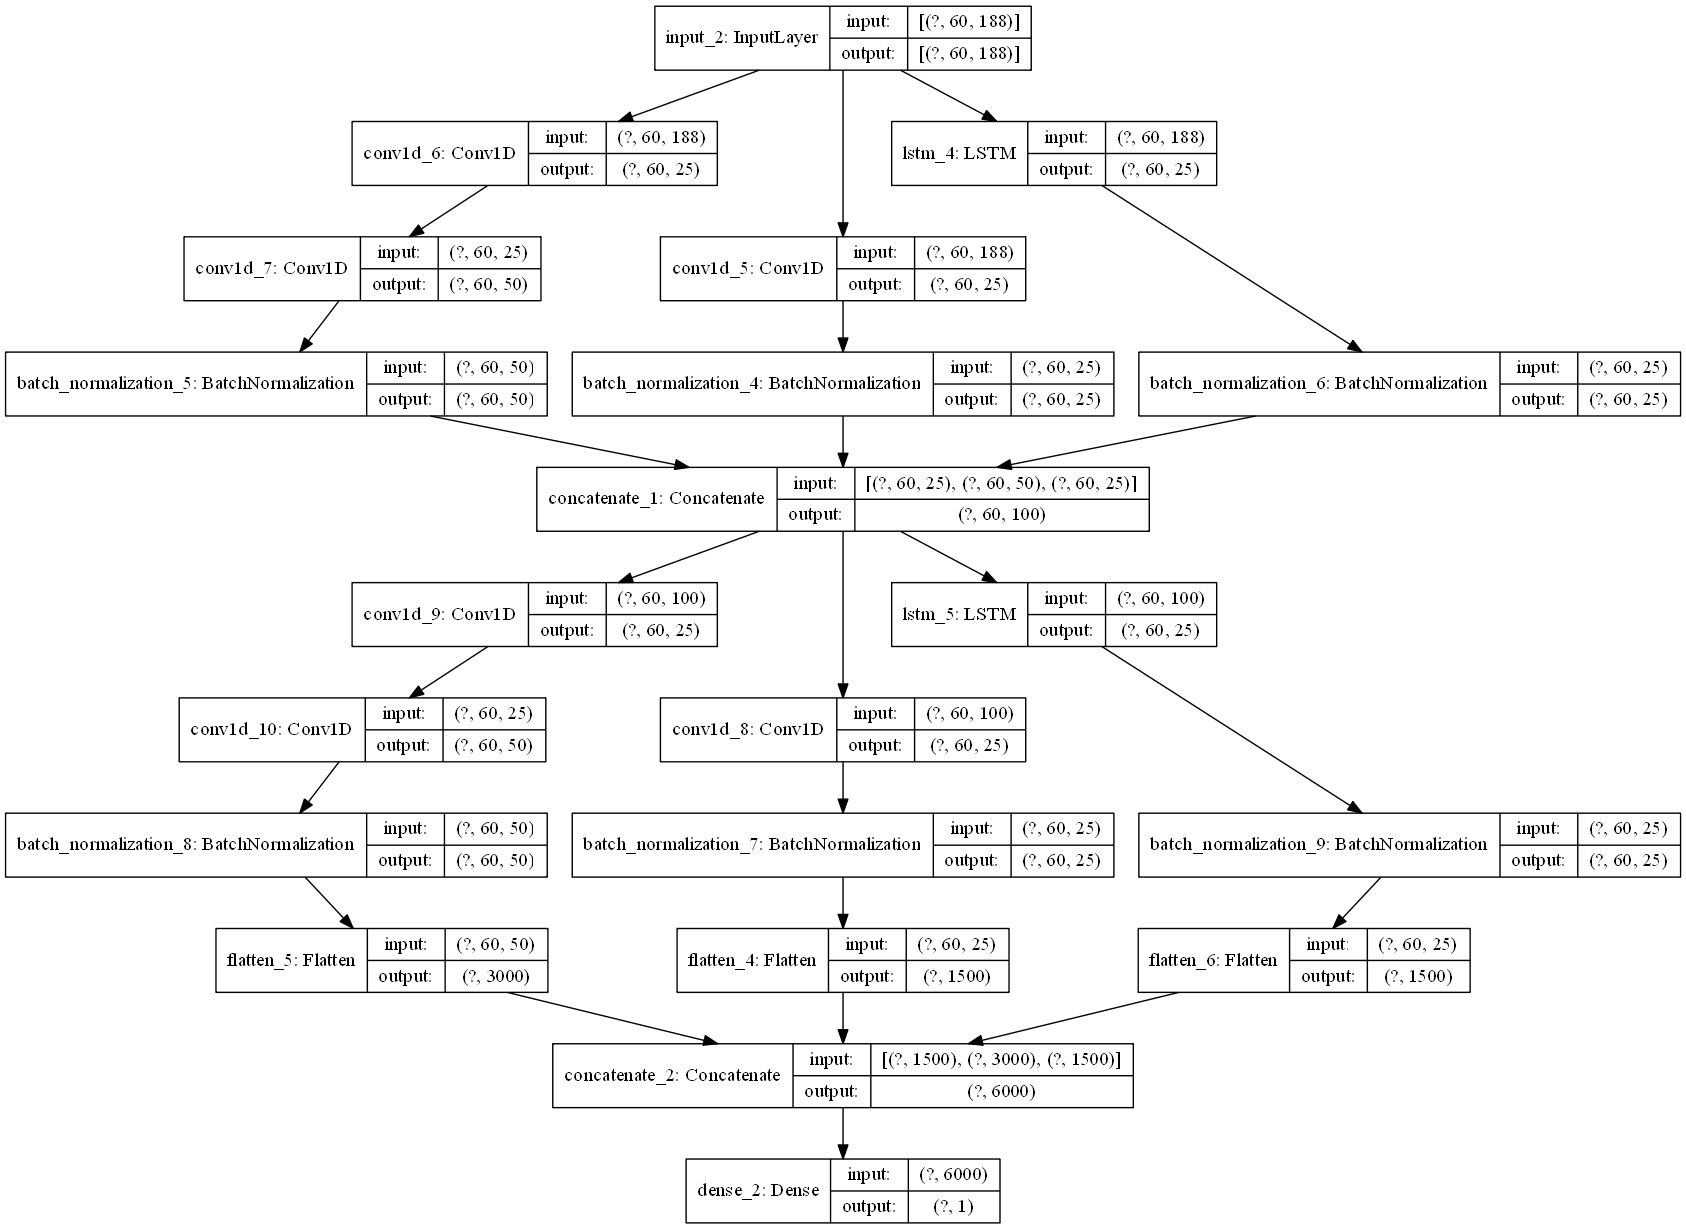 input_2: InputLayer
input: [(?, 60, 188)]
output: [(?, 60, 188)]
conv1d_6: Conv1D
input: (?, 60, 188)
output: (?, 60, 25)
lstm_4: LSTM
input: (?, 60, 188)
output: (?, 60, 25)
conv1d_7: Conv1D
input: (?, 60, 25)
output: (?, 60, 50)
conv1d_5: Conv1D
input: (?, 60, 188)
output: (?, 60, 25)
batch_normalization_5: BatchNormalization
input: (?, 60, 50)
output: (?, 60, 50)
batch_normalization_4: BatchNormalization
input: (?, 60, 25)
output: (?, 60, 25)
batch_normalization_6: BatchNormalization
input: (?, 60, 25)
output: (?, 60, 25)
concatenate_1: Concatenate
input: [(?, 60, 25), (?, 60, 50), (?, 60, 25)]
output: (?, 60, 100)
conv1d_9: Conv1D
input: (?, 60, 100)
output: (?, 60, 25)
lstm_5: LSTM
input: (?, 60, 100)
output: (?, 60, 25)
conv1d_10: Conv1D
input: (?, 60, 25)
output: (?, 60, 50)
conv1d_8: Conv1D
input: (?, 60, 100)
output: (?, 60, 25)
batch_normalization_8: BatchNormalization
input: (?, 60, 50)
output: (?, 60, 50)
batch_normalization_7: BatchNormalization
input: (?, 60, 25)
output: (?, 60, 25)
batch_normalization_9: BatchNormalization
input: (?, 60, 25)
output: (?, 60, 25)
flatten_5: Flatten
input: (?, 60, 50)
output: (?, 3000)
flatten_4: Flatten
input: (?, 60, 25)
output: (?, 1500)
flatten_6: Flatten
input: (?, 60, 25)
output: (?, 1500)
concatenate_2: Concatenate
input: [(?, 1500), (?, 3000), (?, 1500)]
output: (?, 6000)
dense_2: Dense
input: (?, 6000)
output: (?, 1)